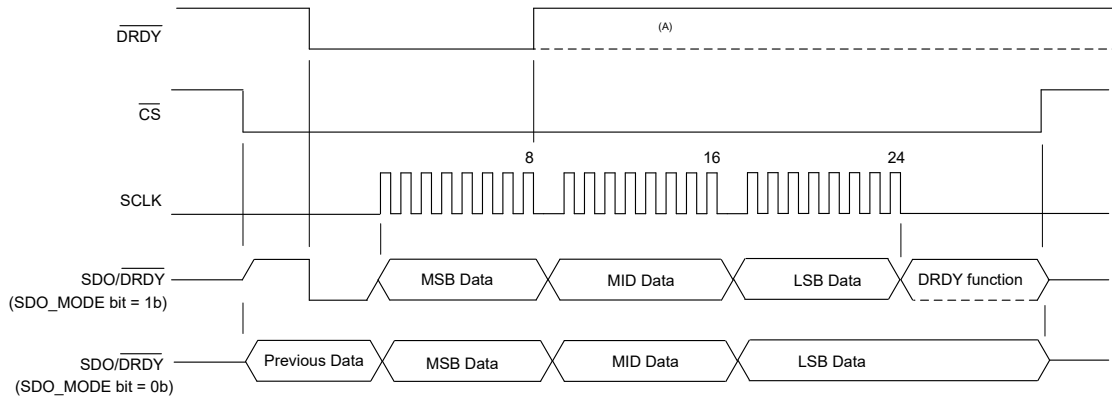 DRDY
(A)
CS
8
16
24
SCLK
SDO/DRDY
(SDO_MODE bit = 1b)
MSB Data
MID Data
LSB Data
DRDY function
SDO/DRDY
(SDO_MODE bit = 0b)
Previous Data
MSB Data
MID Data
LSB Data